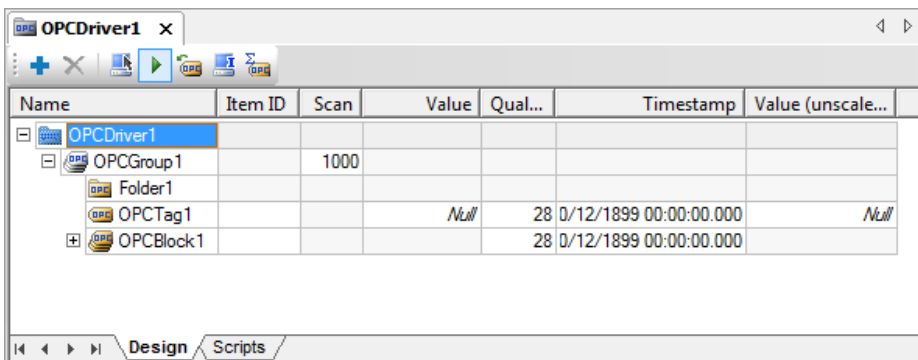 OPCDriver1
Name Item ID Scan Value Qual... Timestamp Value (unscale...
OPCDriver1
OPCGroup1 1000
Folder1
OPCTag1 Null 28 0/12/1899 00:00:00.000 Null
OPCBlock1 28 0/12/1899 00:00:00.000
Design Scripts